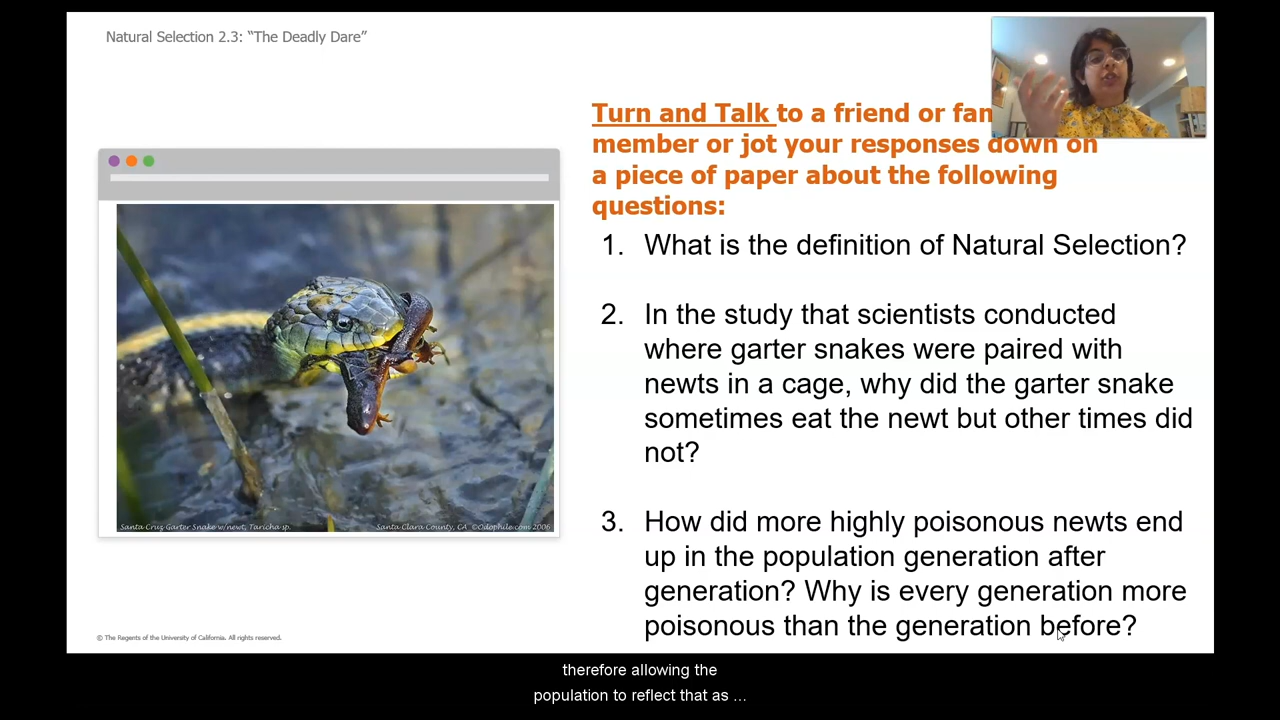 Natural Selection 2.3: “The Deadly Dare”
Turn and Talk to a friend or
member or jot your responses down on
a piece of paper about the following
questions:
1. What is the definition of Natural Selection?
2. In the study that scientists conducted
where garter snakes were paired with
newts in a cage, why did the garter snake
sometimes eat the newt but other times did
not?
3. How did more highly poisonous newts end
up in the population generation after
generation? Why is every generation more
poisonous than the generation before?
Santa Cruz Garter Snake w/newt, Taricha sp.
Santa Clara County, CA ©Odophile.com 2006
© The Regents of the University of California. All rights reserved.
therefore allowing the
population to reflect that as ...